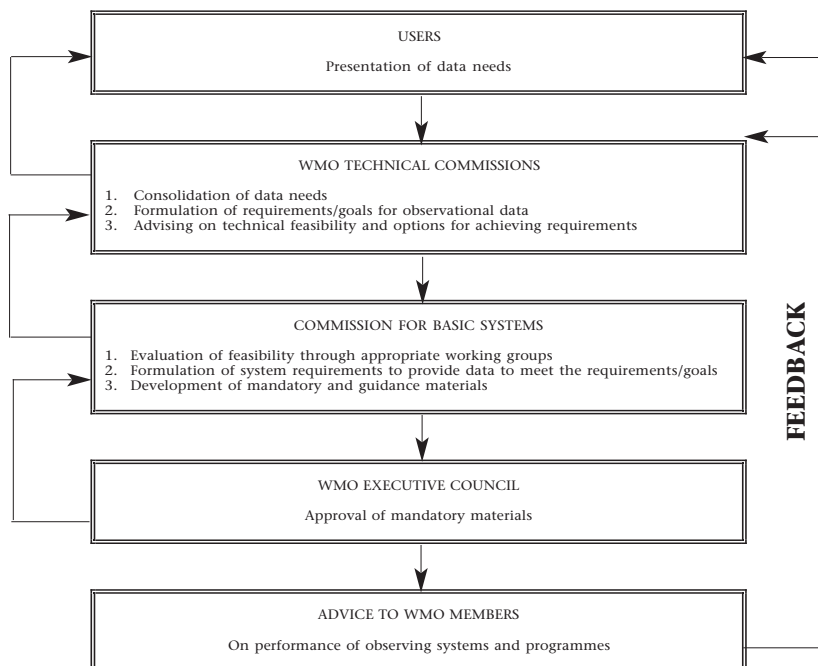 USERS
Presentation of data needs
WMO TECHNICAL COMMISSIONS
1. Consolidation of data needs
2. Formulation of requirements/goals for observational data
3. Advising on technical feasibility and options for achieving requirements
COMMISSION FOR BASIC SYSTEMS
1. Evaluation of feasibility through appropriate working groups
2. Formulation of system requirements to provide data to meet the requirements/goals
3. Development of mandatory and guidance materials
WMO EXECUTIVE COUNCIL
Approval of mandatory materials
ADVICE TO WMO MEMBERS
On performance of observing systems and programmes
FEEDBACK